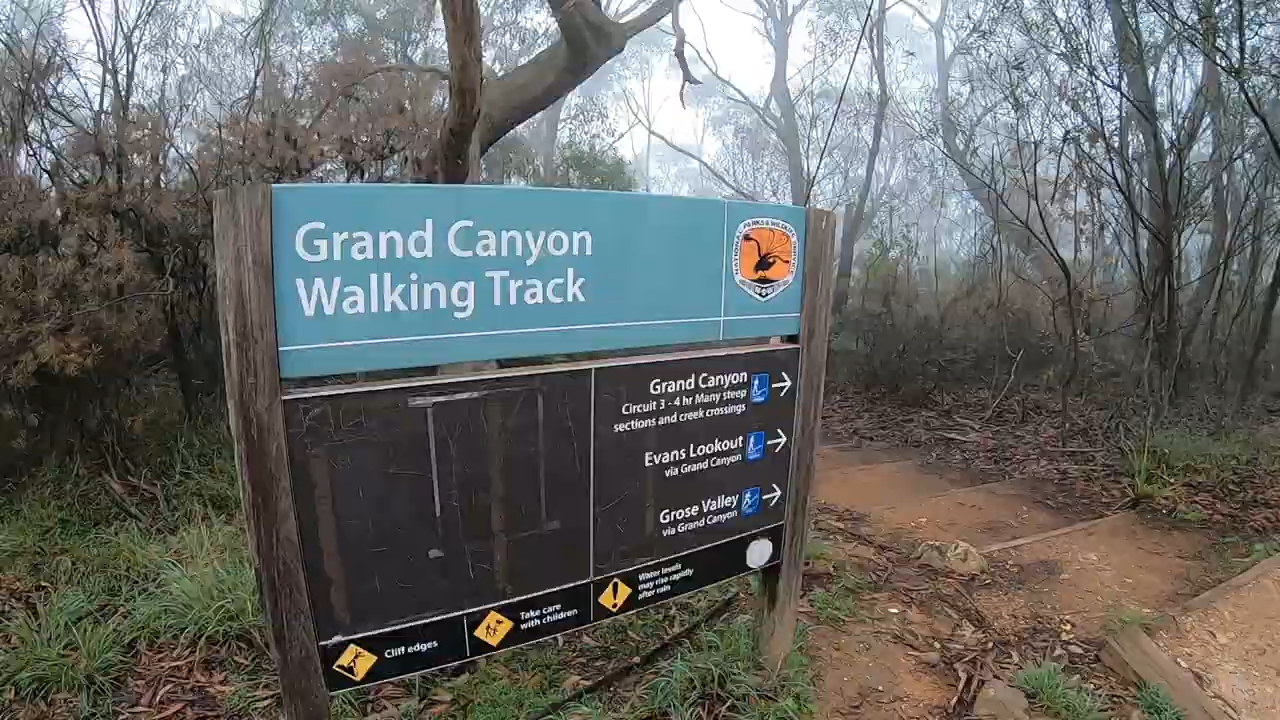 Grand Canyon
Walking Track
NATIONAL PARKS & WILDLIFE SERVICE
N.S.W
Grand Canyon
Circuit 3 - 4 hr Many steep
sections and creek crossings
Evans Lookout
via Grand Canyon
Grose Valley
via Grand Canyon
Cliff edges
Take care
with children
Water levels
may rise rapidly
after rain